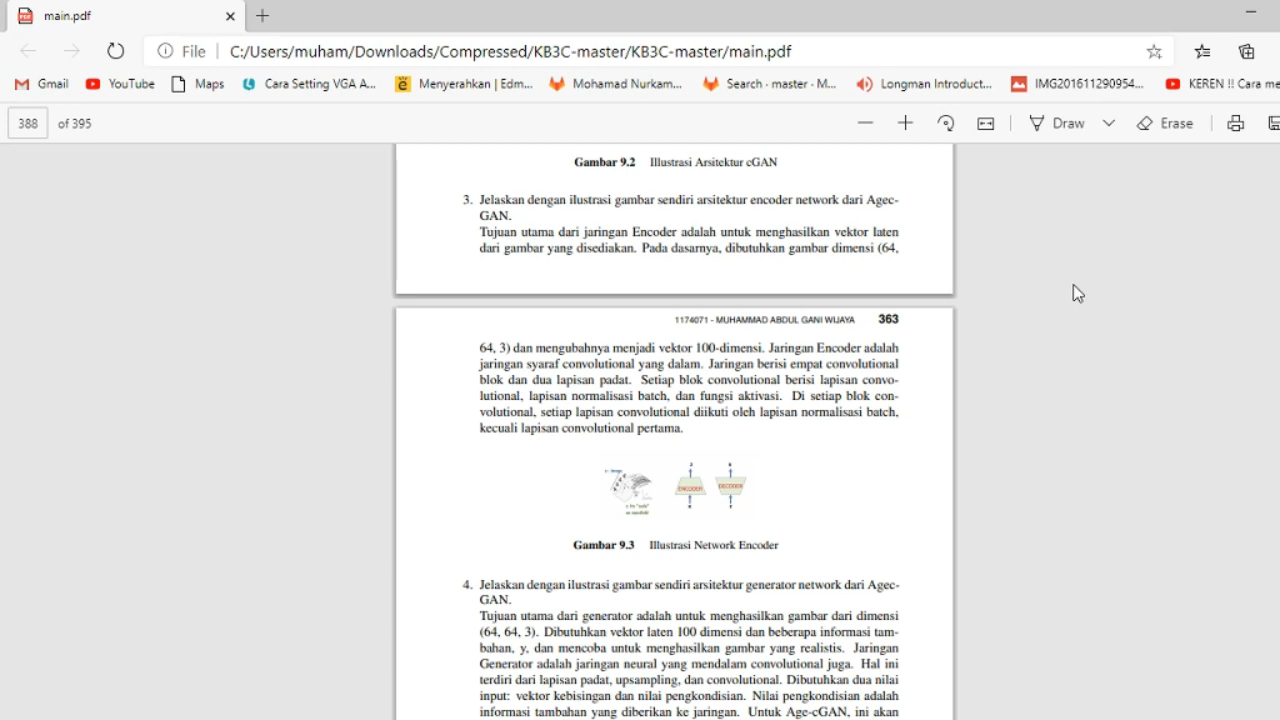 main.pdf
File
C:/Users/muham/Downloads/Compressed/KB3C-master/KB3C-master/main.pdf
Gmail
YouTube
Maps
Cara Setting VGA A...
Menyerahkan | Edm...
Mohamad Nurkam...
Search · master · M...
Longman Introduct...
IMG201611290954...
KEREN !! Cara me
388 of 395
Draw
Erase
Gambar 9.2 Illustrasi Arsitektur cGAN
3. Jelaskan dengan ilustrasi gambar sendiri arsitektur encoder network dari Agec-
GAN.
Tujuan utama dari jaringan Encoder adalah untuk menghasilkan vektor laten
dari gambar yang disediakan. Pada dasarnya, dibutuhkan gambar dimensi (64,
1174071 - MUHAMMAD ABDUL GANI WIJAYA 363
64, 3) dan mengubahnya menjadi vektor 100-dimensi. Jaringan Encoder adalah
jaringan syaraf convolutional yang dalam. Jaringan berisi empat convolutional
blok dan dua lapisan padat. Setiap blok convolutional berisi lapisan convo-
lutional, lapisan normalisasi batch, dan fungsi aktivasi. Di setiap blok con-
volutional, setiap lapisan convolutional diikuti oleh lapisan normalisasi batch,
kecuali lapisan convolutional pertama.
ENCODER
DECODER
Gambar 9.3 Illustrasi Network Encoder
4. Jelaskan dengan ilustrasi gambar sendiri arsitektur generator network dari Agec-
GAN.
Tujuan utama dari generator adalah untuk menghasilkan gambar dari dimensi
(64, 64, 3). Dibutuhkan vektor laten 100 dimensi dan beberapa informasi tam-
bahan, y, dan mencoba untuk menghasilkan gambar yang realistis. Jaringan
Generator adalah jaringan neural yang mendalam convolutional juga. Hal ini
terdiri dari lapisan padat, upsampling, dan convolutional. Dibutuhkan dua nilai
input: vektor kebisingan dan nilai pengkondisian. Nilai pengkondisian adalah
informasi tambahan yang diberikan ke jaringan. Untuk Age-cGAN, ini akan